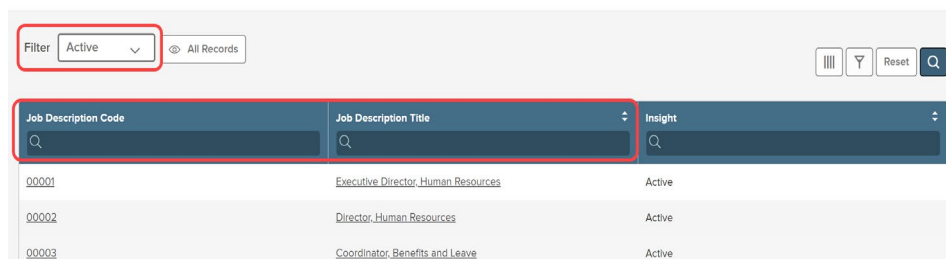 Filter Active All Records
Reset
Job Description Code Job Description Title Insight
00001 Executive Director, Human Resources Active
00002 Director, Human Resources Active
00003 Coordinator, Benefits and Leave Active